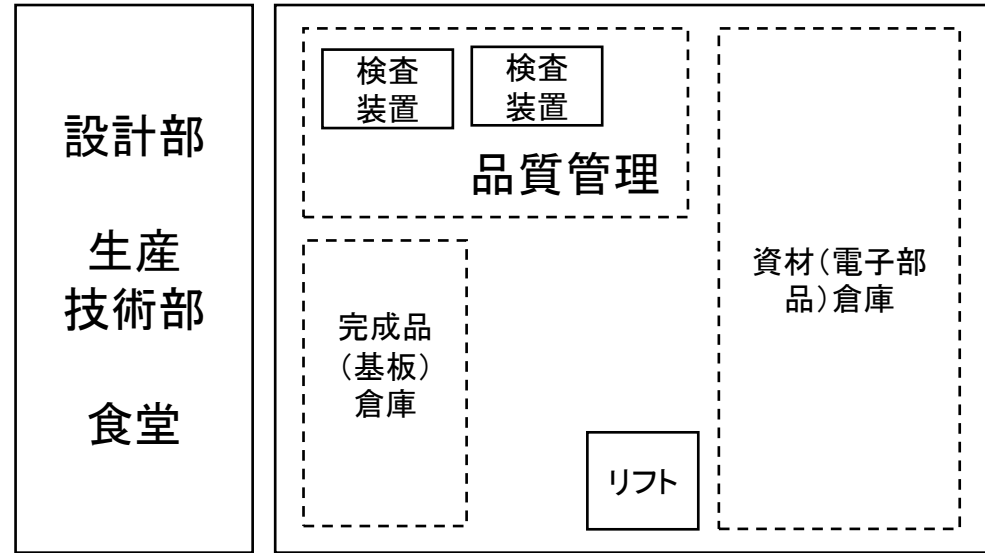 設計部
生産
技術部
食堂
検査
装置
検査
装置
品質管理
完成品
（基板）
倉庫
リフト
資材（電子部
品）倉庫